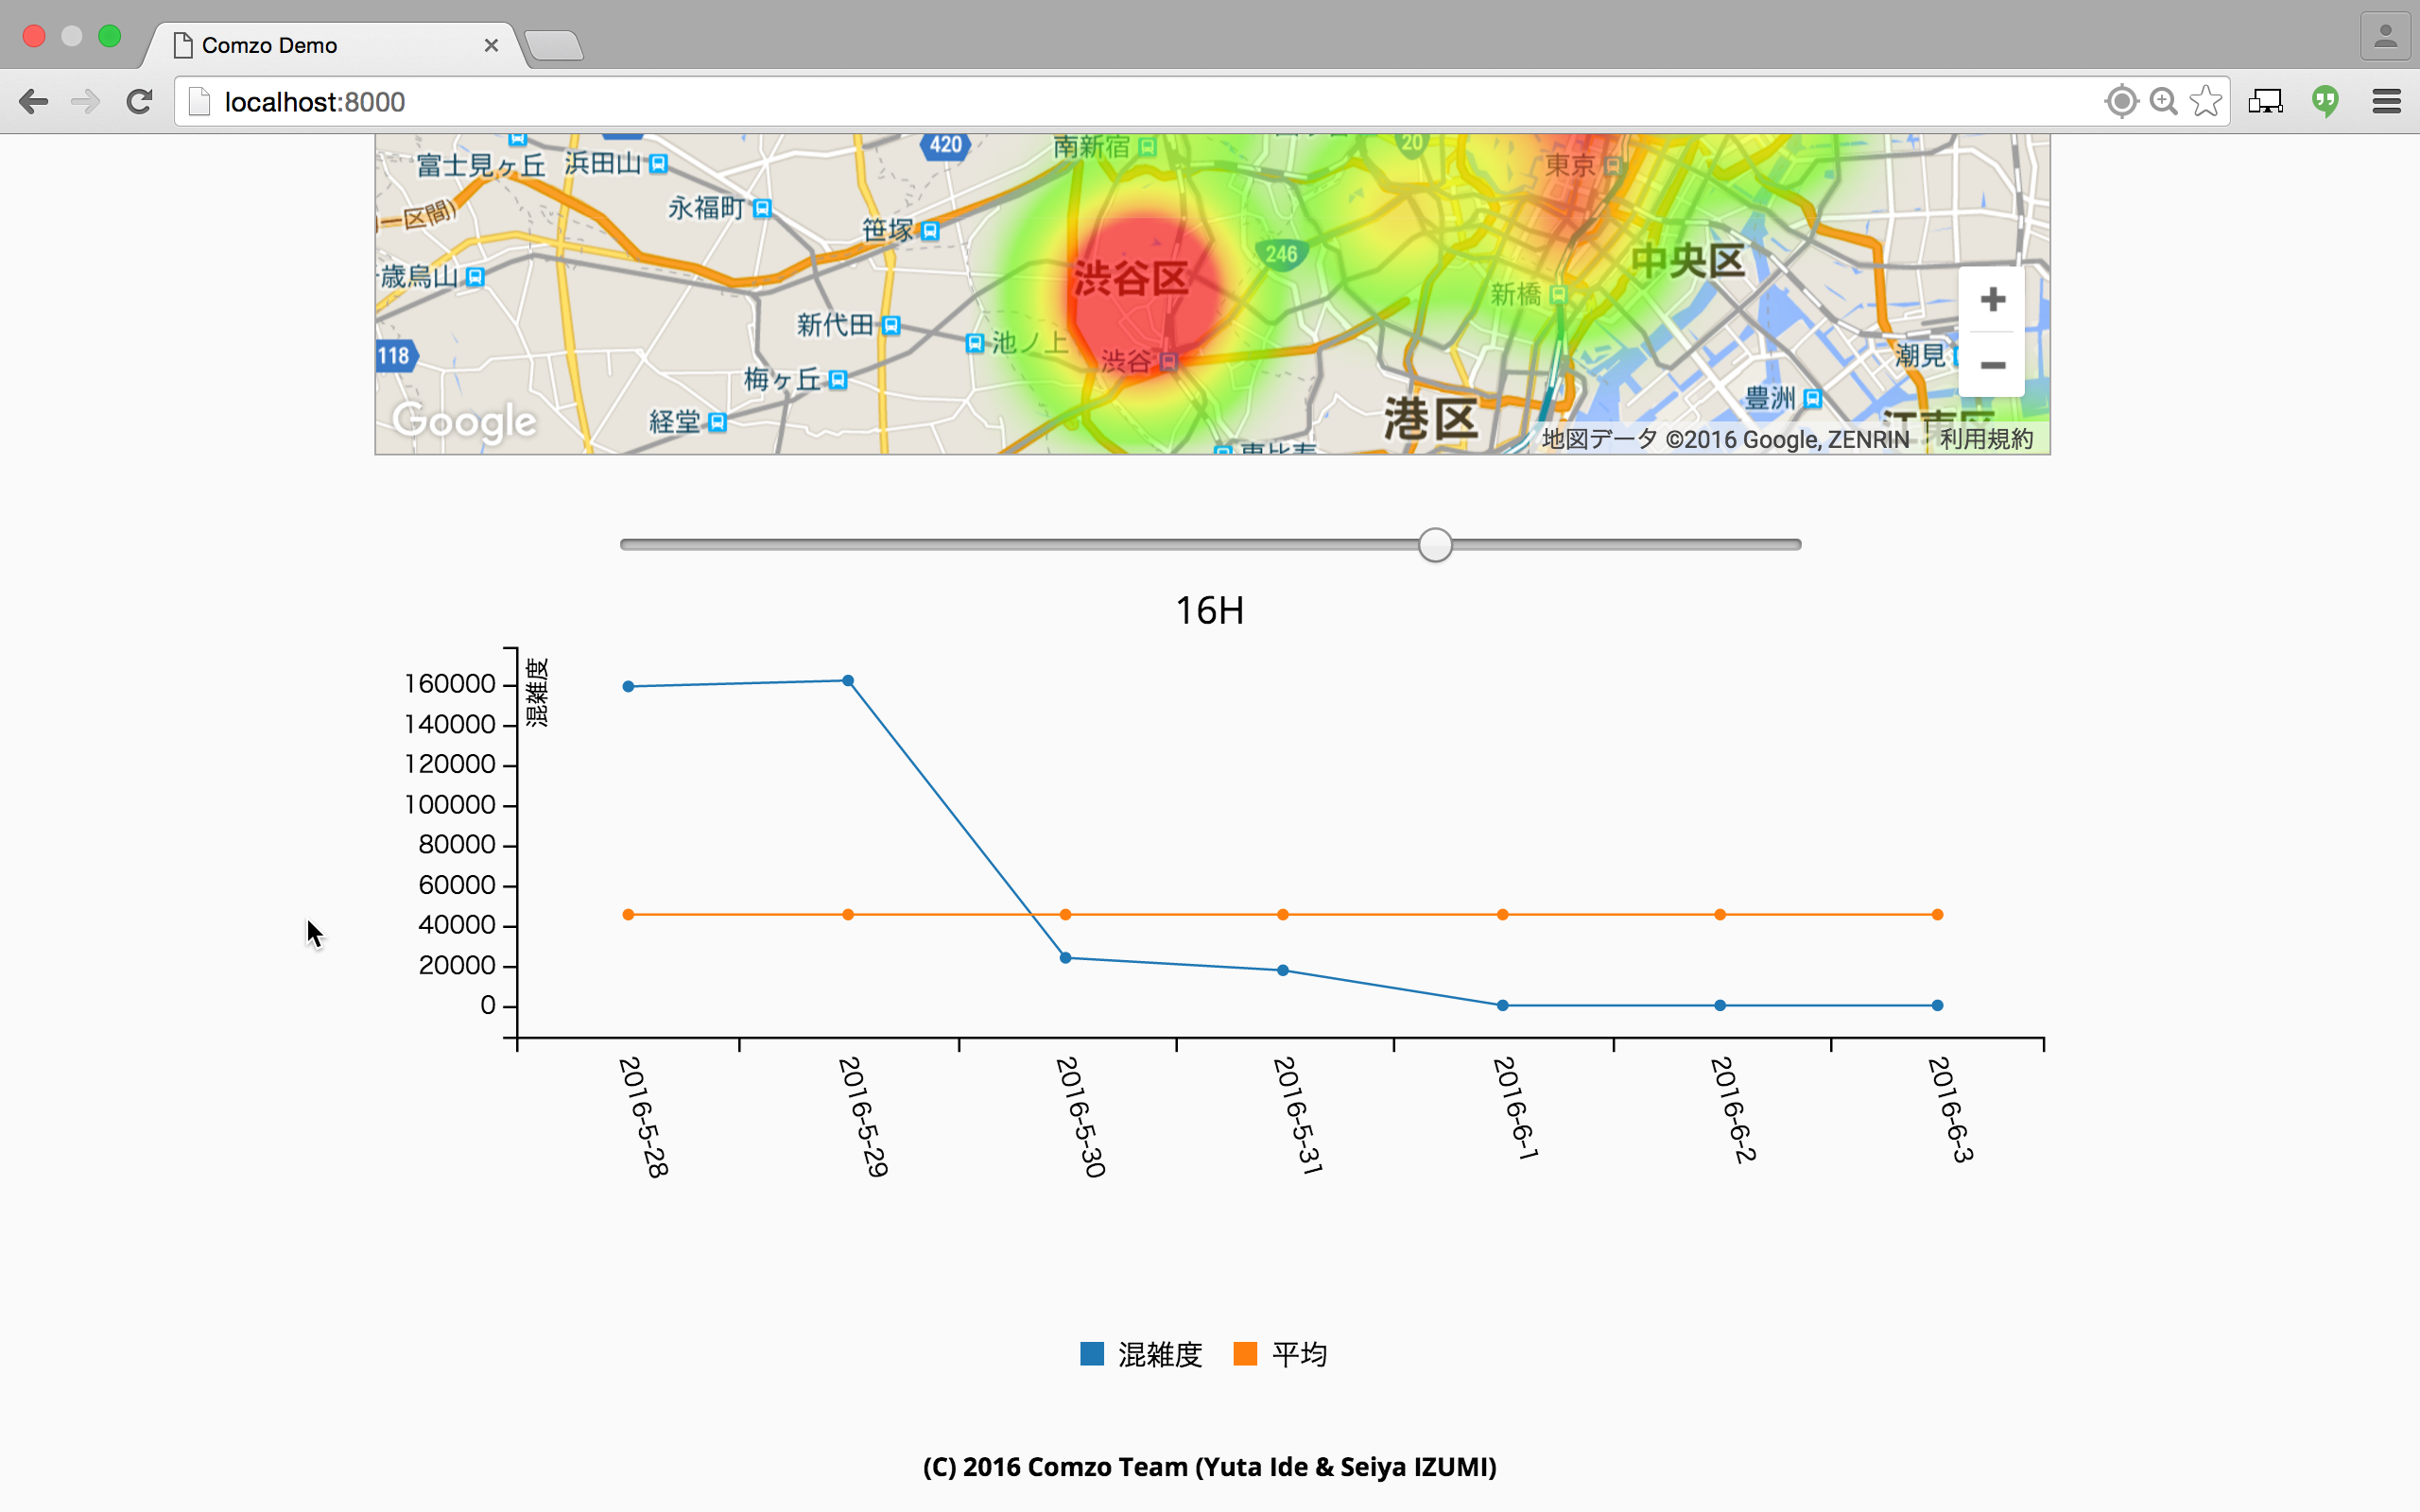 Comzo Demo
localhost:8000
富士見ヶ丘
浜田山
420
南新宿
20
東京
永福町
一区間)
笹塚
246
中央区
渋谷区
歳烏山
新橋
新代田
池ノ上
118
渋谷
潮見
梅ヶ丘
豊洲
経堂
港区
江東区
恵比寿
Google
地図データ ©2016 Google, ZENRIN
利用規約
16H
混雑度
160000
140000
120000
100000
80000
60000
40000
20000
0
2016-5-28
2016-5-29
2016-5-30
2016-5-31
2016-6-1
2016-6-2
2016-6-3
混雑度 平均
(C) 2016 Comzo Team (Yuta Ide & Seiya IZUMI)